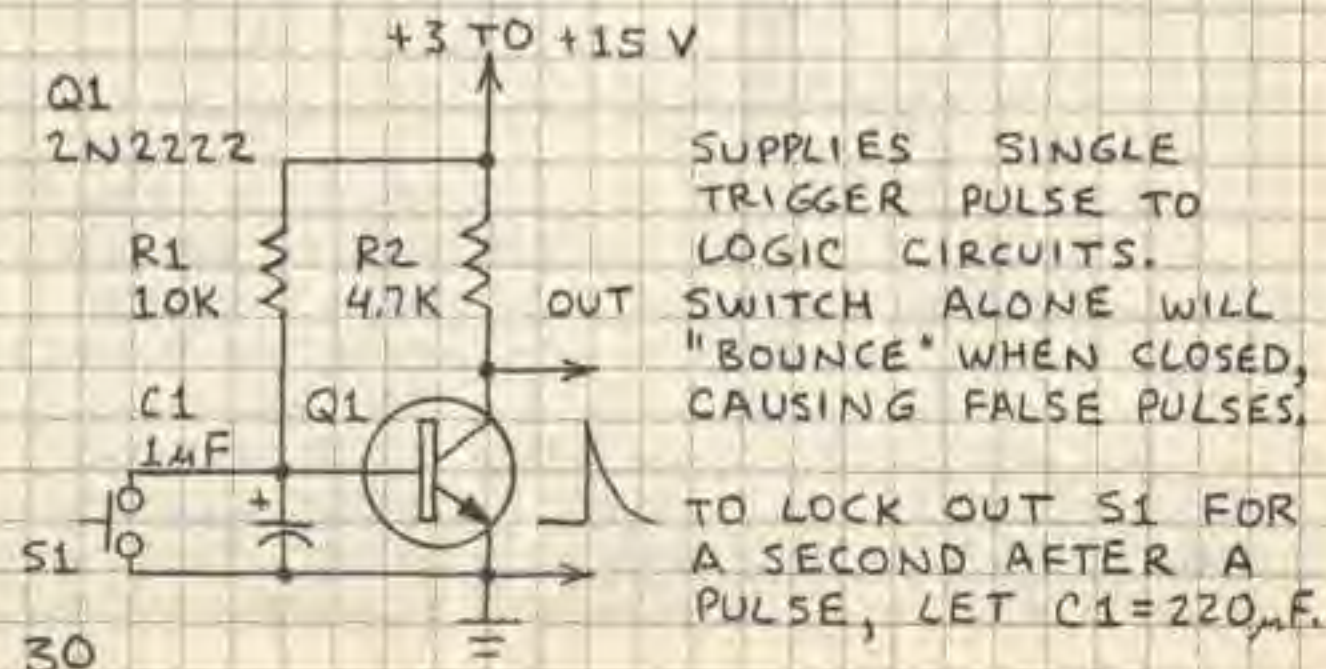 +3 TO +15 V
Q1
2N2222
R1
10K
R2
4.7K
OUT
C1
1µF
Q1
+
S1
30
SUPPLIES SINGLE
TRIGGER PULSE TO
LOGIC CIRCUITS.
SWITCH ALONE WILL
"BOUNCE" WHEN CLOSED,
CAUSING FALSE PULSES.
TO LOCK OUT S1 FOR
A SECOND AFTER A
PULSE, LET C1=220µF.